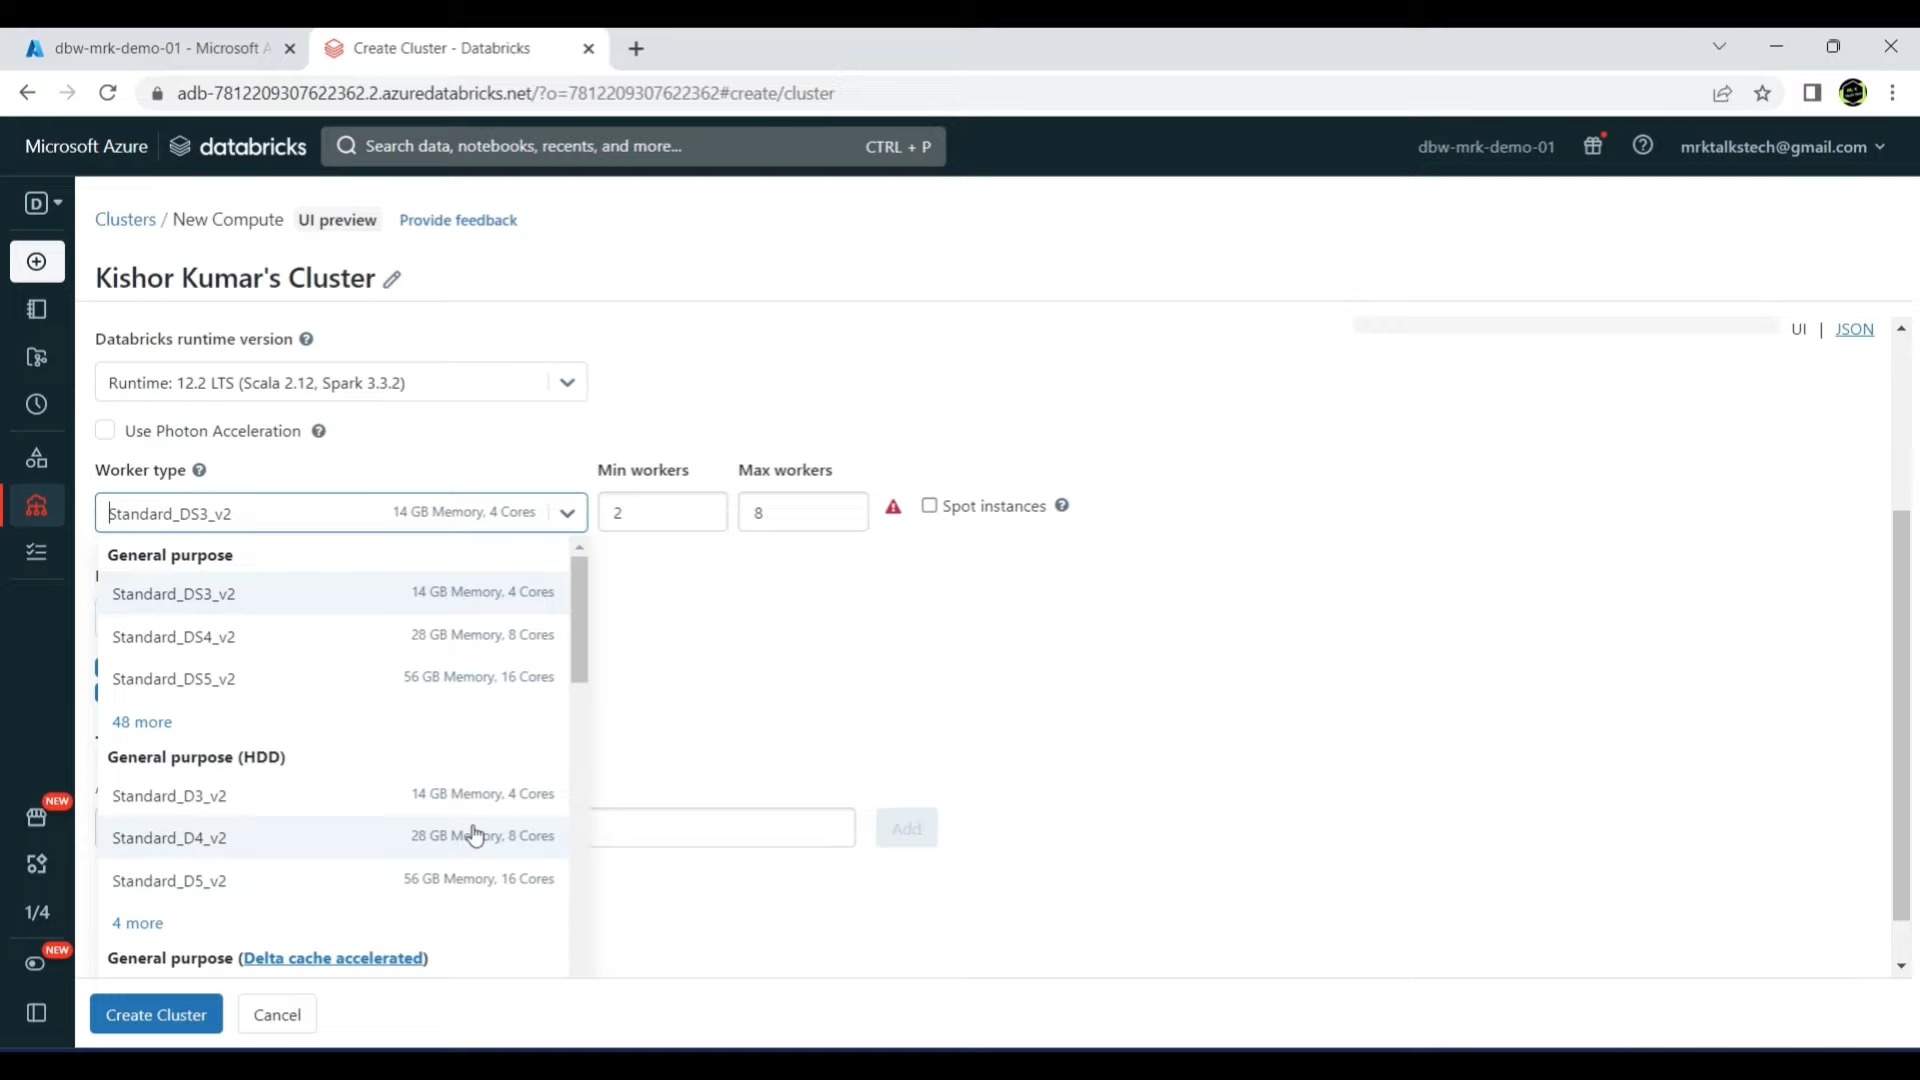 dbw-mrk-demo-01 - Microsoft A
Create Cluster - Databricks
adb-7812209307622362.2.azuredatabricks.net/?o=7812209307622362#create/cluster
Microsoft Azure databricks Search data, notebooks, recents, and more... CTRL + P dbw-mrk-demo-01 mrktalkstech@gmail.com
D
Clusters / New Compute UI preview Provide feedback
Kishor Kumar's Cluster
UI | JSON
Databricks runtime version
Runtime: 12.2 LTS (Scala 2.12, Spark 3.3.2)
Use Photon Acceleration
Worker type Min workers Max workers
Standard_DS3_v2 14 GB Memory, 4 Cores 2 8 Spot instances
General purpose
Standard_DS3_v2 14 GB Memory, 4 Cores
Standard_DS4_v2 28 GB Memory, 8 Cores
Standard_DS5_v2 56 GB Memory, 16 Cores
48 more
General purpose (HDD)
Standard_D3_v2 14 GB Memory, 4 Cores
Standard_D4_v2 28 GB Memory, 8 Cores
Add
Standard_D5_v2 56 GB Memory, 16 Cores
4 more
General purpose (Delta cache accelerated)
NEW
1/4
NEW
Create Cluster Cancel